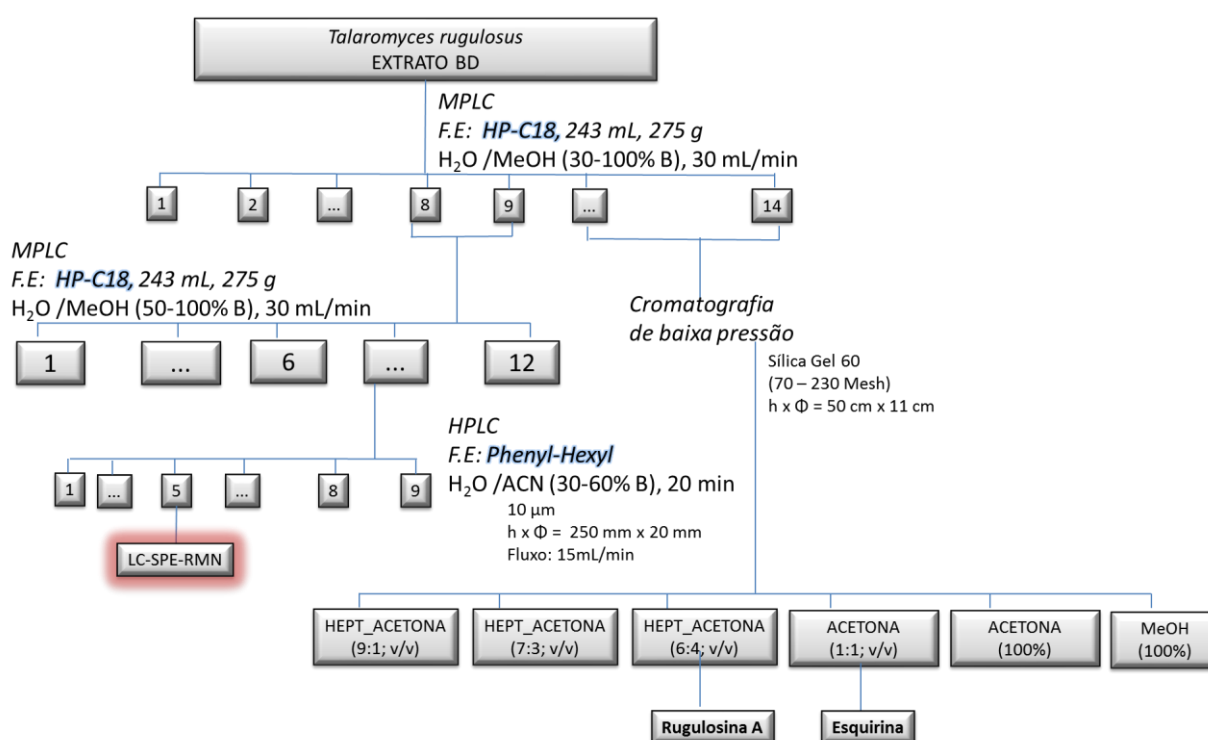 Talaromyces rugulosus
EXTRATO BD
MPLC
F.E: HP-C18, 243 mL, 275 g
H₂O /MeOH (30-100% B), 30 mL/min
1
2
...
8
9
...
14
MPLC
F.E: HP-C18, 243 mL, 275 g
H₂O /MeOH (50-100% B), 30 mL/min
1
...
6
...
12
Cromatografia
de baixa pressão
Sílica Gel 60
(70 – 230 Mesh)
h x Φ = 50 cm x 11 cm
HPLC
F.E: Phenyl-Hexyl
H₂O /ACN (30-60% B), 20 min
10 µm
h x Φ = 250 mm x 20 mm
Fluxo: 15mL/min
1
...
5
...
8
9
LC-SPE-RMN
HEPT_ACETONA
(9:1; v/v)
HEPT_ACETONA
(7:3; v/v)
HEPT_ACETONA
(6:4; v/v)
ACETONA
(1:1; v/v)
ACETONA
(100%)
MeOH
(100%)
Rugulosina A
Esquirina